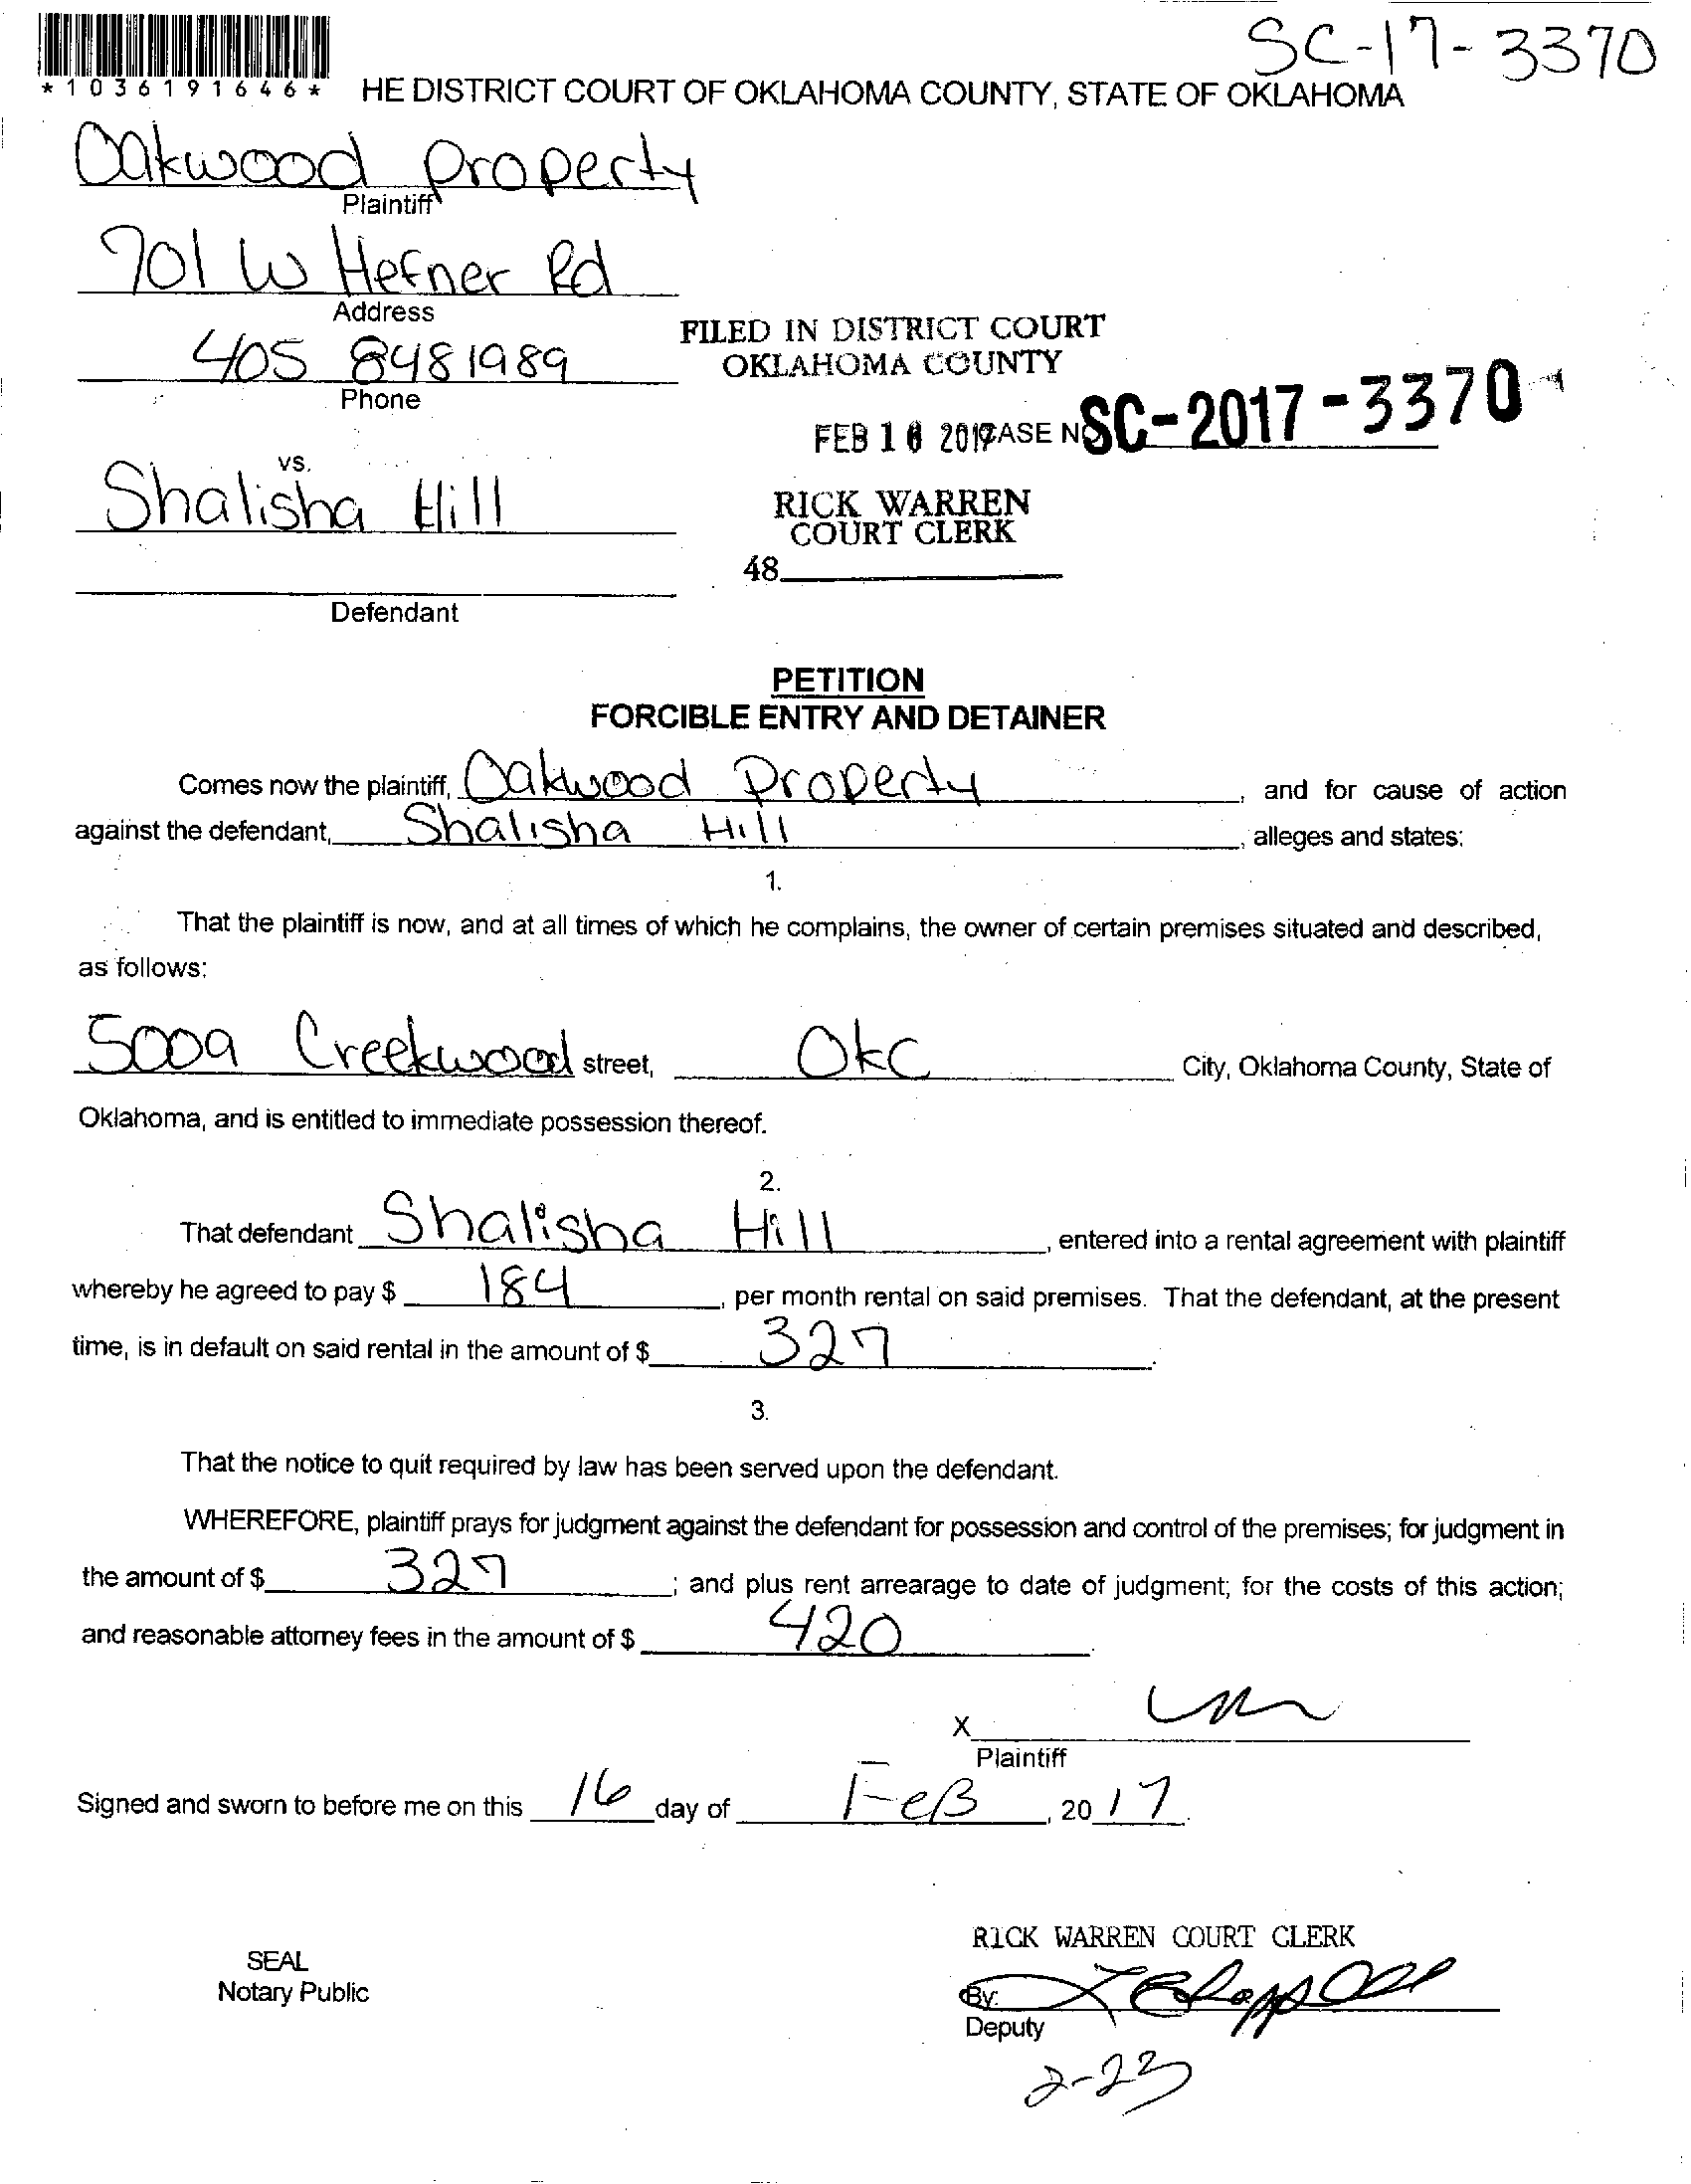 SC-17-3370
*1036191646*
HE DISTRICT COURT OF OKLAHOMA COUNTY, STATE OF OKLAHOMA
Oakwood Property
Plaintiff
701 W Hefner Rd
Address
405 8481989
Phone
FILED IN DISTRICT COURT
OKLAHOMA COUNTY
FEB 16 2017 CASE NO SC-2017-3370
vs.
Shalisha Hill
RICK WARREN
COURT CLERK
48
Defendant
PETITION
FORCIBLE ENTRY AND DETAINER
Comes now the plaintiff, Oakwood Property, and for cause of action
against the defendant, Shalisha Hill, alleges and states:
1.
That the plaintiff is now, and at all times of which he complains, the owner of certain premises situated and described,
as follows:
5009 Creekwood street, OKC City, Oklahoma County, State of
Oklahoma, and is entitled to immediate possession thereof.
2.
That defendant Shalisha Hill, entered into a rental agreement with plaintiff
whereby he agreed to pay $ 184, per month rental on said premises. That the defendant, at the present
time, is in default on said rental in the amount of $ 327.
3.
That the notice to quit required by law has been served upon the defendant.
WHEREFORE, plaintiff prays for judgment against the defendant for possession and control of the premises; for judgment in
the amount of $ 327; and plus rent arrearage to date of judgment; for the costs of this action;
and reasonable attorney fees in the amount of $ 420.
X
Plaintiff
Signed and sworn to before me on this 16 day of FeB, 2017.
RICK WARREN COURT CLERK
SEAL
Notary Public
By:
Deputy
2-23